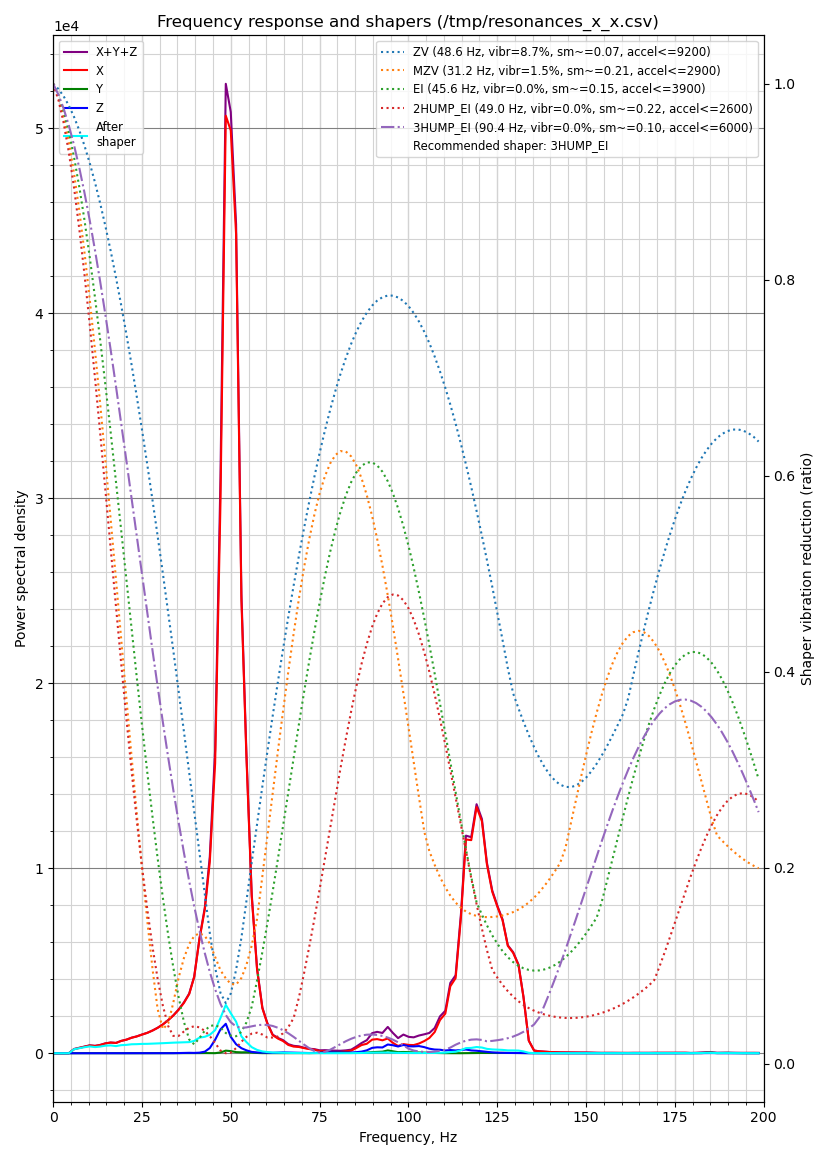 Frequency response and shapers (/tmp/resonances_x_x.csv)
1e4
X+Y+Z
X
Y
Z
After
shaper
ZV (48.6 Hz, vibr=8.7%, sm~=0.07, accel<=9200)
MZV (31.2 Hz, vibr=1.5%, sm~=0.21, accel<=2900)
EI (45.6 Hz, vibr=0.0%, sm~=0.15, accel<=3900)
2HUMP_EI (49.0 Hz, vibr=0.0%, sm~=0.22, accel<=2600)
3HUMP_EI (90.4 Hz, vibr=0.0%, sm~=0.10, accel<=6000)
Recommended shaper: 3HUMP_EI
5
4
3
2
1
0
Power spectral density
1.0
0.8
0.6
0.4
0.2
0.0
Shaper vibration reduction (ratio)
0
25
50
75
100
125
150
175
200
Frequency, Hz